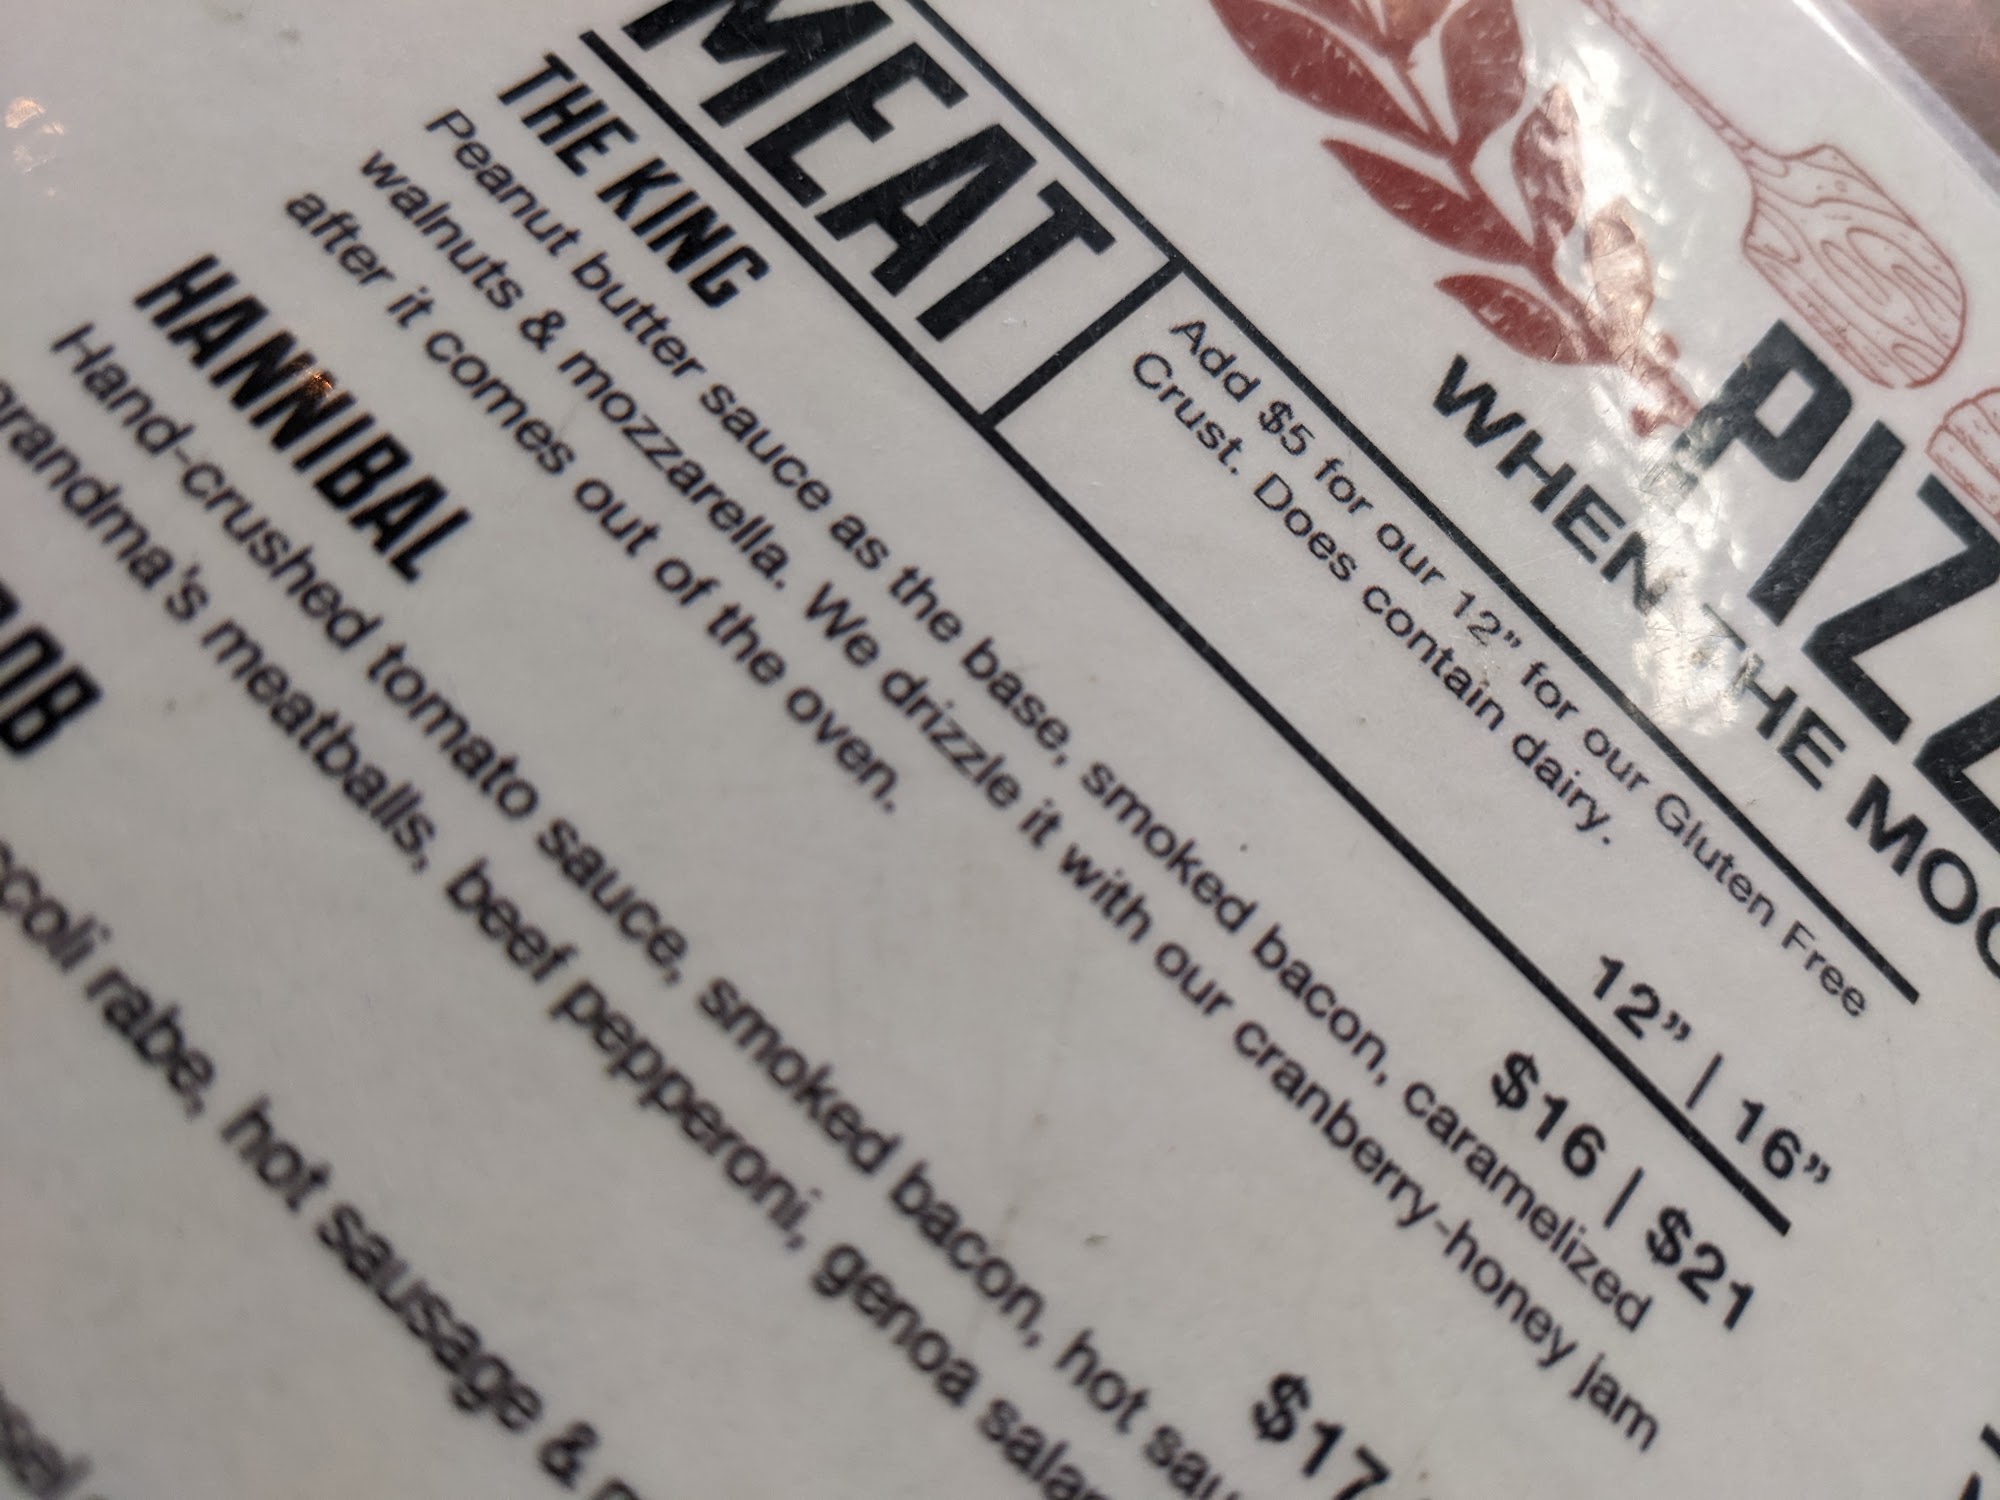 WHEN THE
MEAT
Add $5 for our 12” for our Gluten Free
Crust. Does contain dairy.
12” | 16”
THE KING
$16 | $21
Peanut butter sauce as the base, smoked bacon, caramelized
walnuts & mozzarella. We drizzle it with our cranberry-honey jam
after it comes out of the oven.
HANNIBAL
$17
Hand-crushed tomato sauce, smoked bacon, hot
grandma's meatballs, beef pepperoni, genoa
rabe, hot sausage &